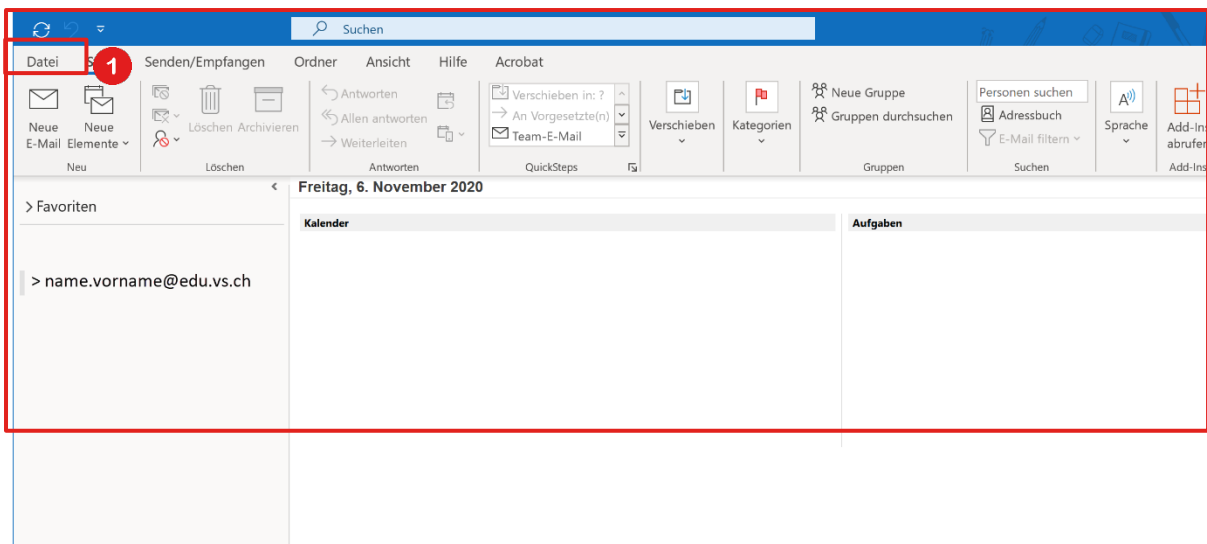 Suchen
Datei
1
Senden/Empfangen Ordner Ansicht Hilfe Acrobat
Neue E-Mail
Neue Elemente
Neu
Löschen Archivieren
Löschen
Antworten
Allen antworten
Weiterleiten
Antworten
Verschieben in: ?
An Vorgesetzte(n)
Team-E-Mail
QuickSteps
Verschieben
Kategorien
Neue Gruppe
Gruppen durchsuchen
Gruppen
Personen suchen
Adressbuch
E-Mail filtern
Suchen
Sprache
Add-Ins
Freitag, 6. November 2020
> Favoriten
Kalender
Aufgaben
> name.vorname@edu.vs.ch